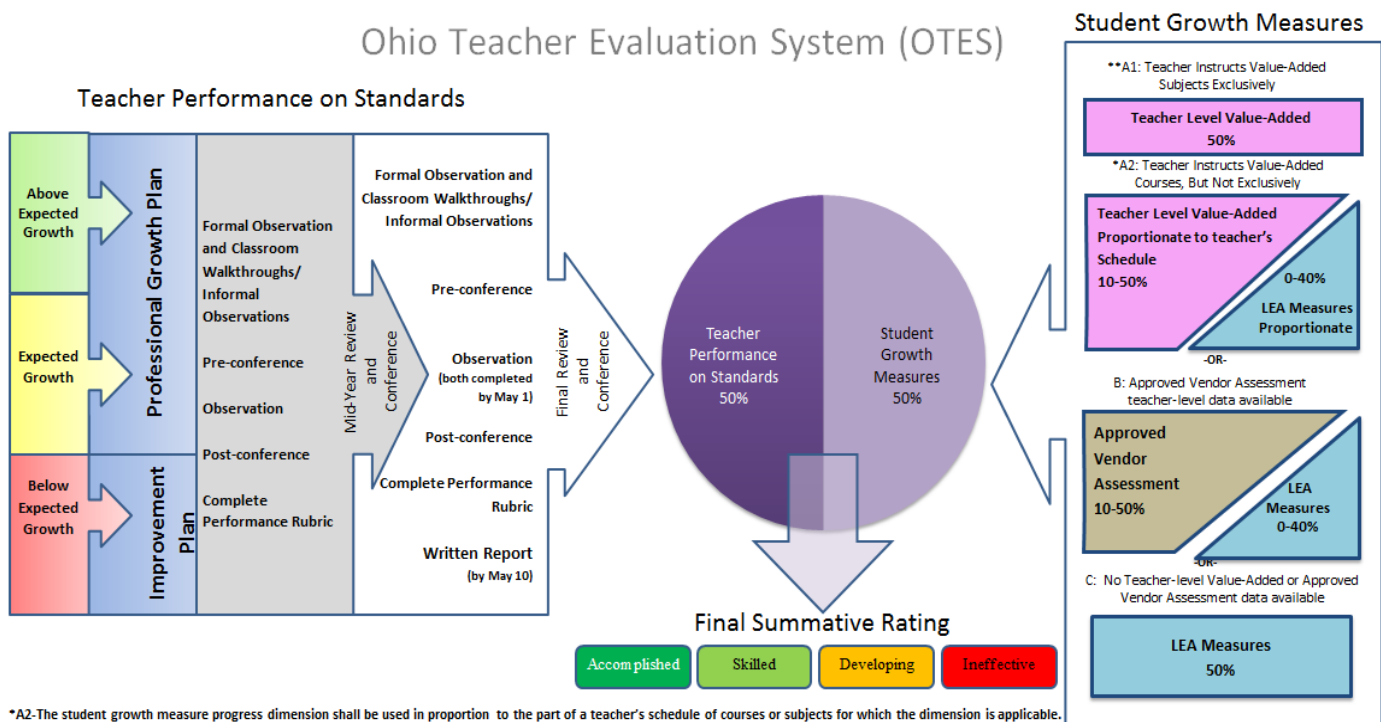 Ohio Teacher Evaluation System (OTES)
Teacher Performance on Standards
Above
Expected
Growth
Expected
Growth
Below
Expected
Growth
Professional Growth Plan
Improvement
Plan
Formal Observation
and Classroom
Walkthroughs/
Informal
Observations
Pre-conference
Observation
Post-conference
Complete
Performance Rubric
Mid-Year Review
and
Conference
Formal Observation and
Classroom Walkthroughs/
Informal Observations
Pre-conference
Observation
(both completed
by May 1)
Post-conference
Complete Performance
Rubric
Written Report
(by May 10)
Final Review
and
Conference
Teacher
Performance
on Standards
50%
Student
Growth
Measures
50%
Final Summative Rating
Accomplished
Skilled
Developing
Ineffective
Student Growth Measures
**A1: Teacher Instructs Value-Added
Subjects Exclusively
Teacher Level Value-Added
50%
*A2: Teacher Instructs Value-Added
Courses, But Not Exclusively
Teacher Level Value-Added
Proportionate to teacher's
Schedule
10-50%
0-40%
LEA Measures
Proportionate
-OR-
B: Approved Vendor Assessment
teacher-level data available
Approved
Vendor
Assessment
10-50%
LEA
Measures
0-40%
-OR-
C: No Teacher-level Value-Added or Approved
Vendor Assessment data available
LEA Measures
50%
*A2-The student growth measure progress dimension shall be used in proportion to the part of a teacher's schedule of courses or subjects for which the dimension is applicable.